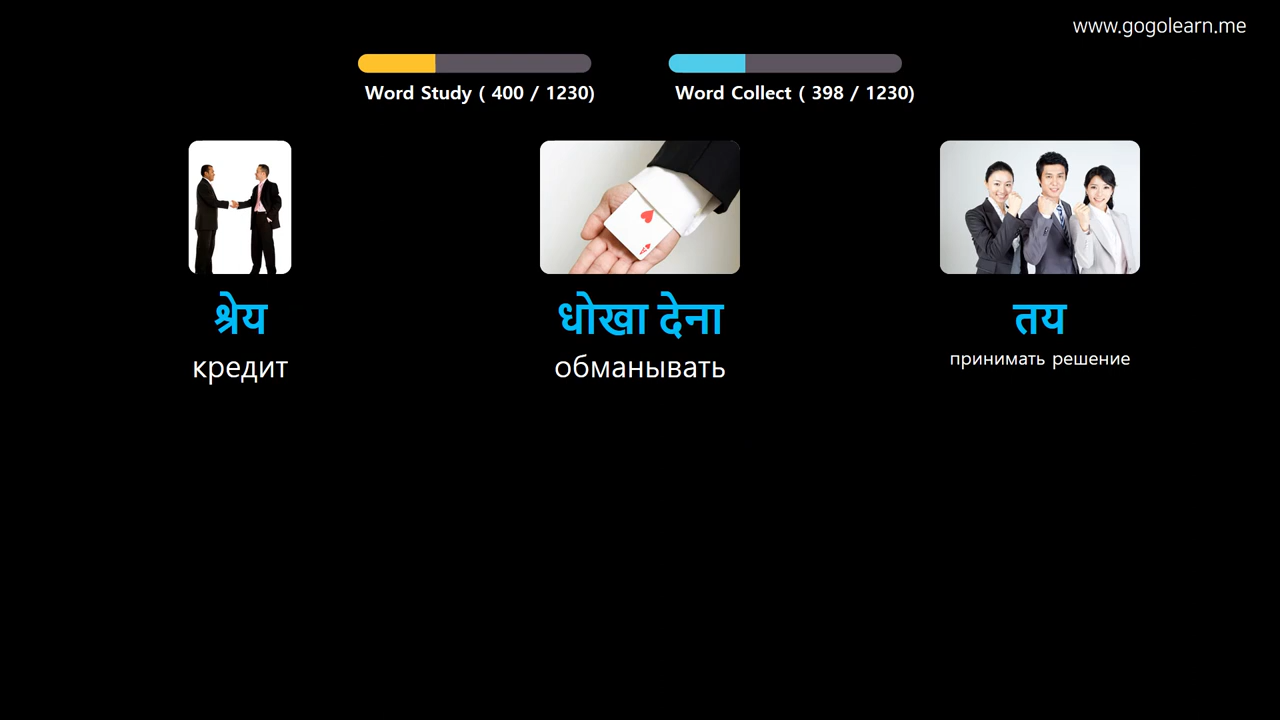 www.gogolearn.me
Word Study ( 400 / 1230)
Word Collect ( 398 / 1230)
श्रेय
धोखा देना
तय
кредит
обманывать
принимать решение